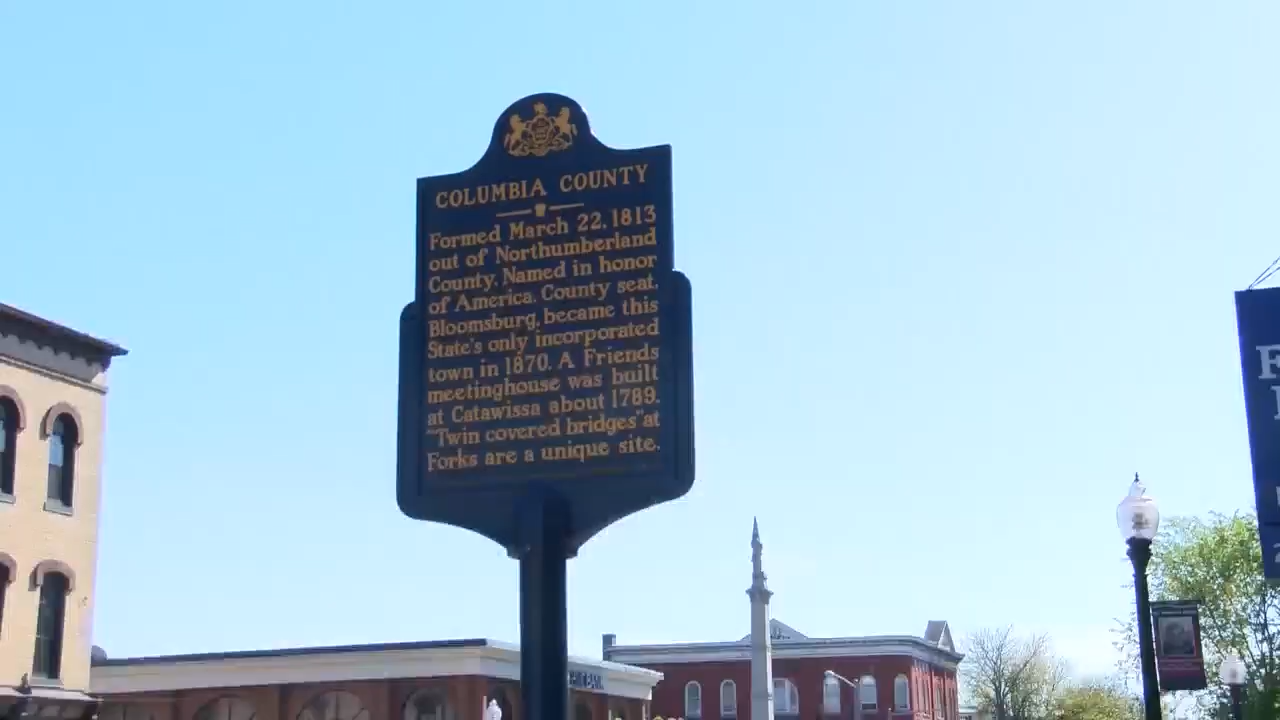 COLUMBIA COUNTY
Formed March 22, 1813
out of Northumberland
County. Named in honor
of America. County seat,
Bloomsburg, became this
State's only incorporated
town in 1870. A Friends
meetinghouse was built
at Catawissa about 1789.
"Twin covered bridges" at
Forks are a unique site.
BANK
F